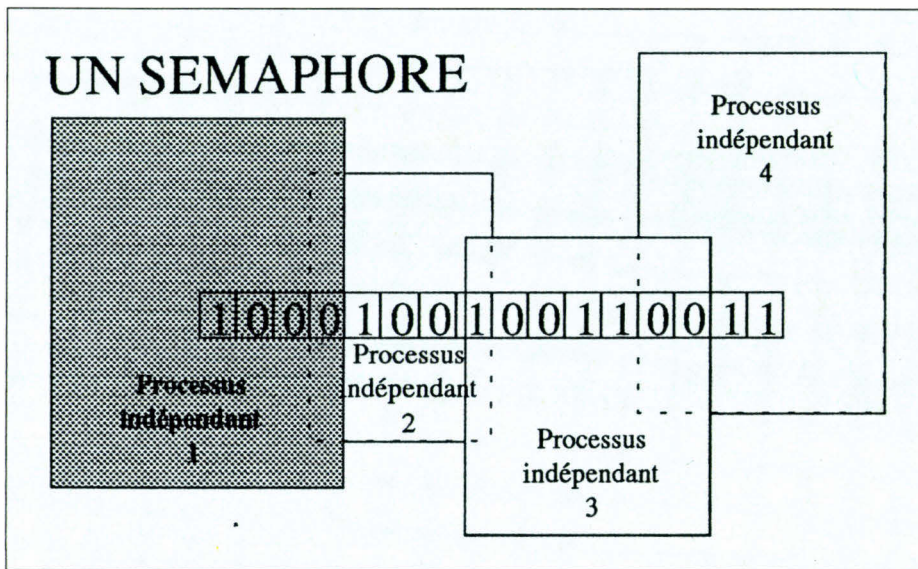 UN SEMAPHORE
Processus
indépendant
4
1 0 0 0 1 0 0 1 0 0 1 1 0 0 1 1
Processus
indépendant
1
Processus
indépendant
2
Processus
indépendant
3